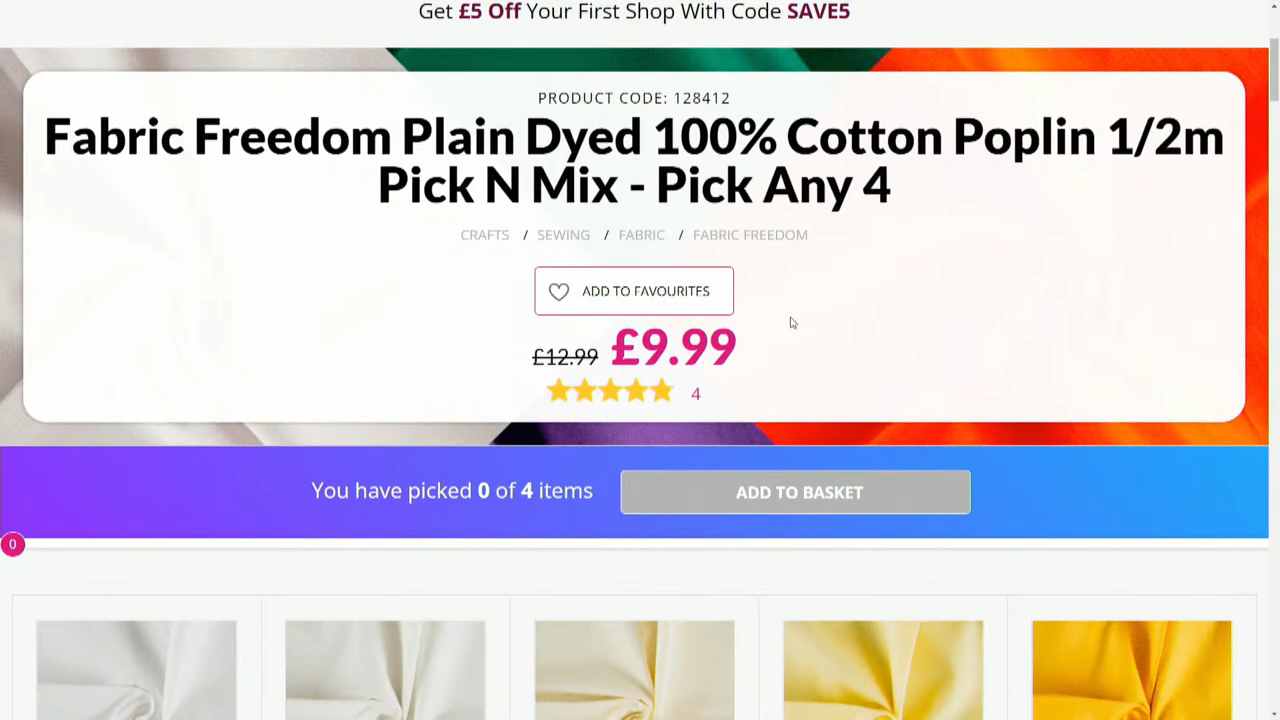 Get £5 Off Your First Shop With Code SAVE5
PRODUCT CODE: 128412
Fabric Freedom Plain Dyed 100% Cotton Poplin 1/2m
Pick N Mix - Pick Any 4
CRAFTS / SEWING / FABRIC / FABRIC FREEDOM
ADD TO FAVOURITES
£12.99 £9.99
4
You have picked 0 of 4 items ADD TO BASKET
0